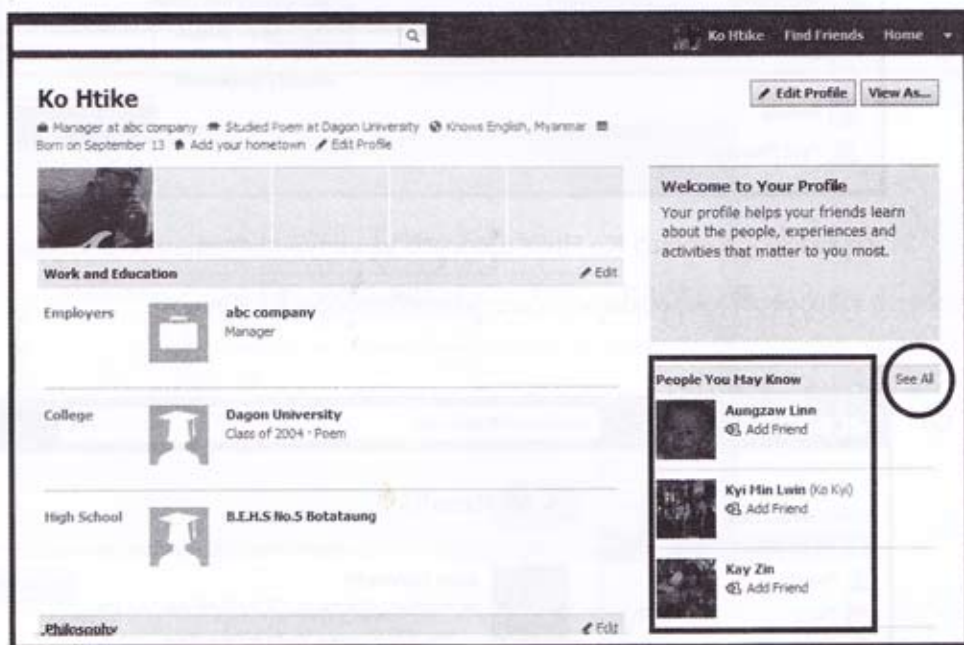 Ko Htike Find Friends Home
Ko Htike
Edit Profile View As...
Manager at abc company Studied Poem at Dagon University Knows English, Myanmar
Born on September 13 Add your hometown Edit Profile
Welcome to Your Profile
Your profile helps your friends learn
about the people, experiences and
activities that matter to you most.
Work and Education Edit
Employers
abc company
Manager
College
Dagon University
Class of 2004 · Poem
High School
B.E.H.S No.5 Botataung
Philosophy Edit
People You May Know See All
Aungzaw Linn
Add Friend
Kyi Min Lwin (Ko Kyi)
Add Friend
Kay Zin
Add Friend